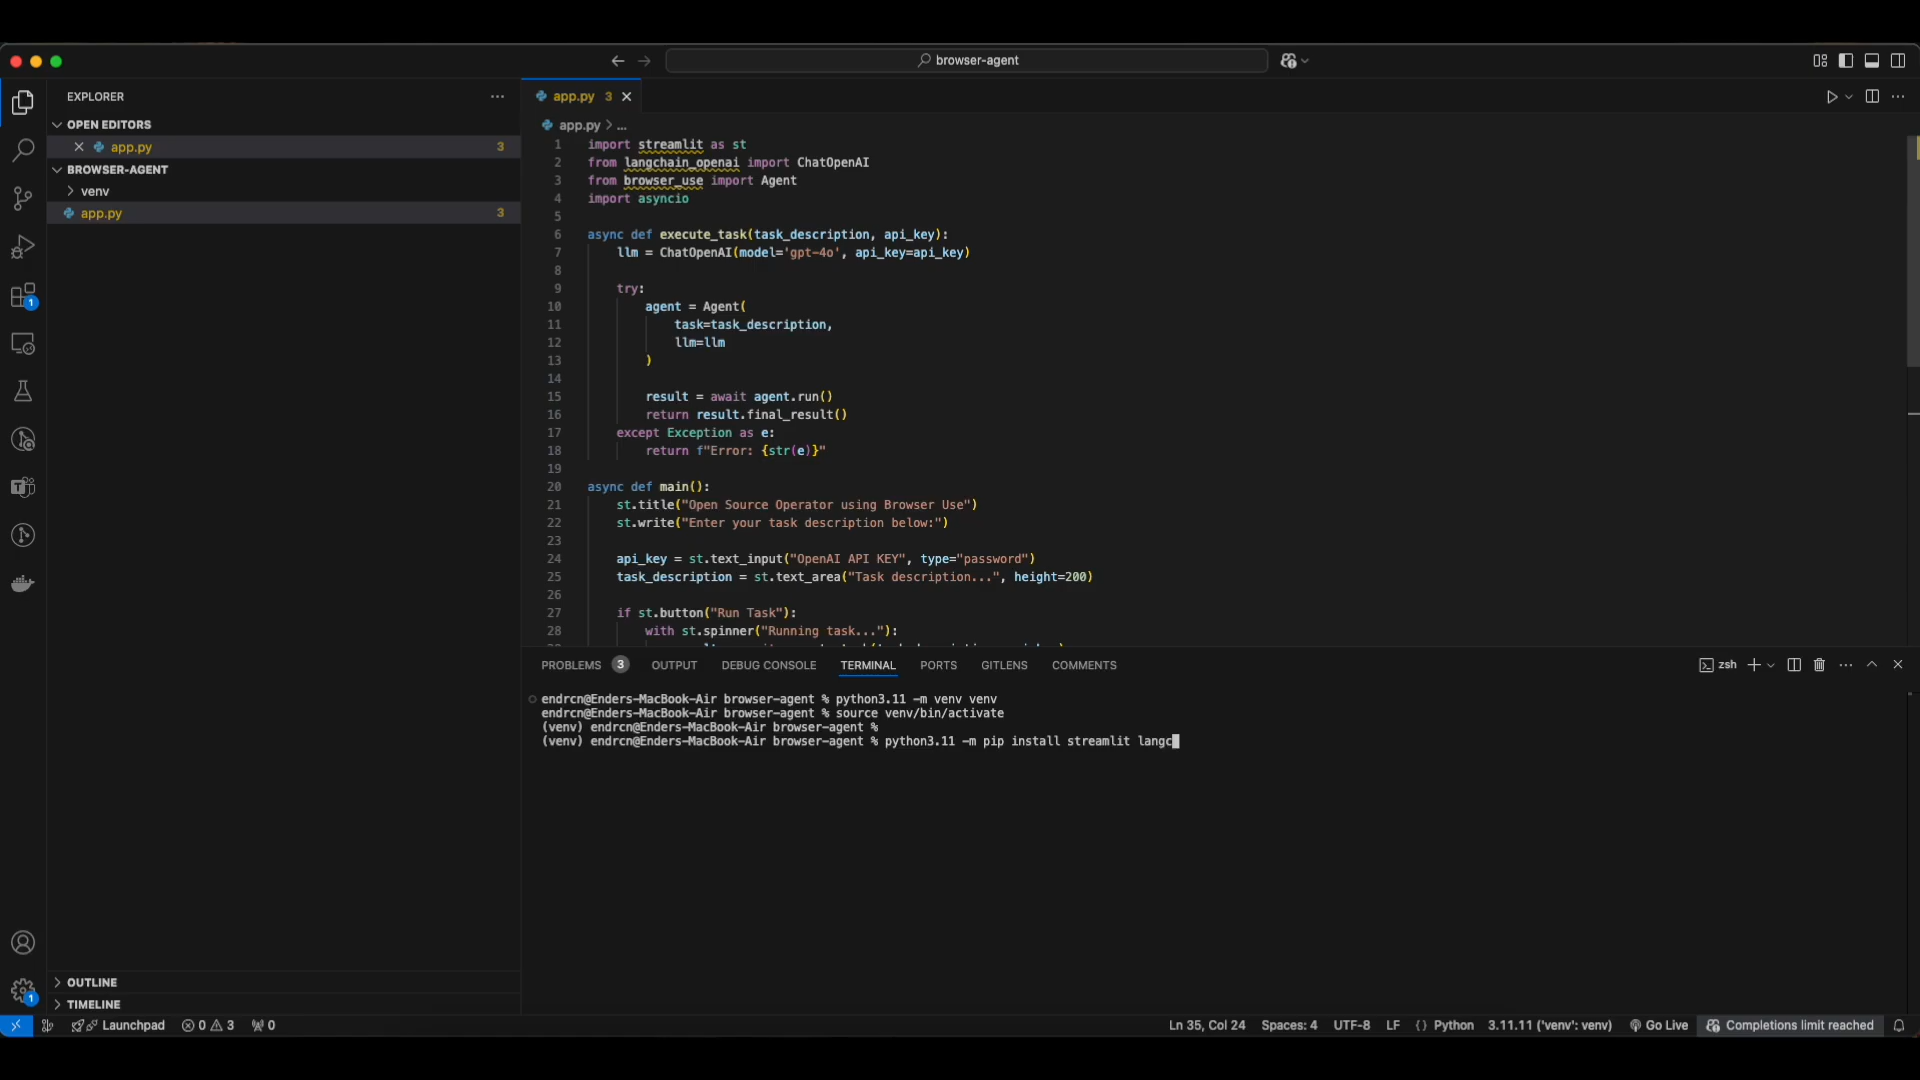 browser-agent
EXPLORER
OPEN EDITORS
app.py 3
BROWSER-AGENT
venv
app.py 3
app.py 3
app.py > ...
1 import streamlit as st
2 from langchain_openai import ChatOpenAI
3 from browser_use import Agent
4 import asyncio
5
6 async def execute_task(task_description, api_key):
7 llm = ChatOpenAI(model='gpt-4o', api_key=api_key)
8
9 try:
10 agent = Agent(
11 task=task_description,
12 llm=llm
13 )
14
15 result = await agent.run()
16 return result.final_result()
17 except Exception as e:
18 return f"Error: {str(e)}"
19
20 async def main():
21 st.title("Open Source Operator using Browser Use")
22 st.write("Enter your task description below:")
23
24 api_key = st.text_input("OpenAI API KEY", type="password")
25 task_description = st.text_area("Task description...", height=200)
26
27 if st.button("Run Task"):
28 with st.spinner("Running task..."):
PROBLEMS 3 OUTPUT DEBUG CONSOLE TERMINAL PORTS GITLENS COMMENTS
zsh
endrcn@Enders-MacBook-Air browser-agent % python3.11 -m venv venv
endrcn@Enders-MacBook-Air browser-agent % source venv/bin/activate
(venv) endrcn@Enders-MacBook-Air browser-agent %
(venv) endrcn@Enders-MacBook-Air browser-agent % python3.11 -m pip install streamlit langc
1
1
OUTLINE
TIMELINE
Launchpad 0 3 0
Ln 35, Col 24 Spaces: 4 UTF-8 LF {} Python 3.11.11 ('venv': venv) Go Live Completions limit reached